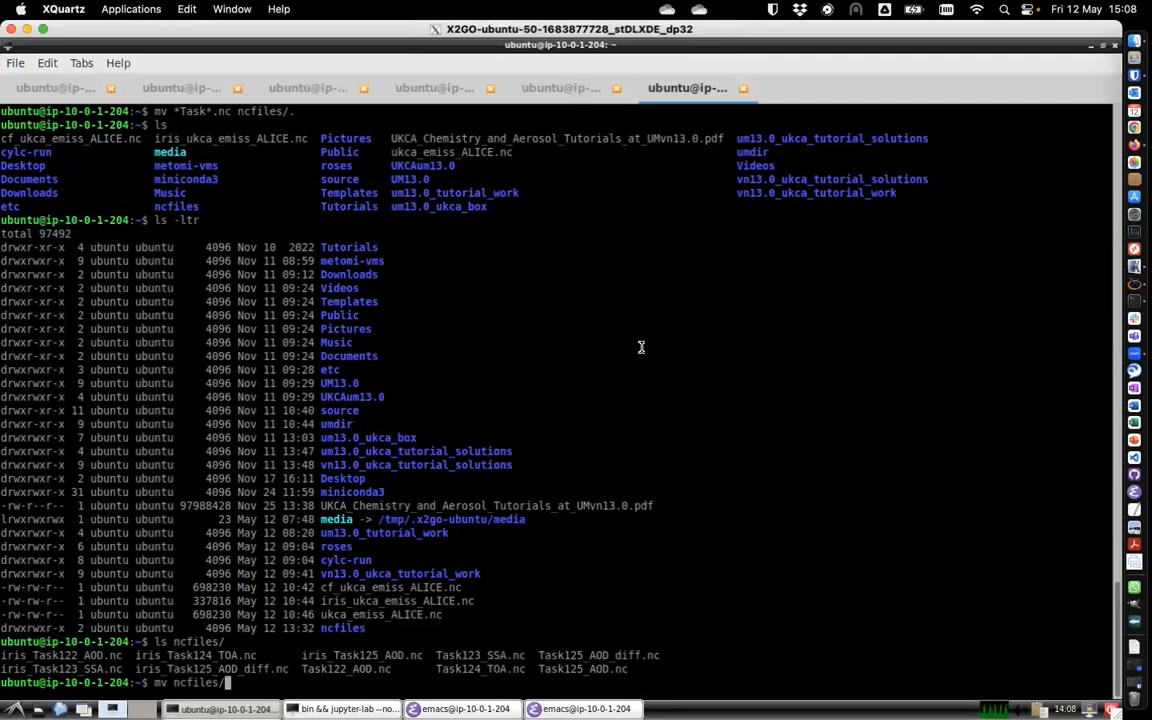 XQuartz Applications Edit Window Help Fri 12 May 15:08
X2GO-ubuntu-50-1683877728_stDLXDE_dp32
ubuntu@ip-10-0-1-204: ~
File Edit Tabs Help
ubuntu@ip-... ubuntu@ip-... ubuntu@ip-... ubuntu@ip-... ubuntu@ip-... ubuntu@ip-...
ubuntu@ip-10-0-1-204:~$ mv *Task*.nc ncfiles/.
ubuntu@ip-10-0-1-204:~$ ls
cf_ukca_emiss_ALICE.nc iris_ukca_emiss_ALICE.nc Pictures UKCA_Chemistry_and_Aerosol_Tutorials_at_UMvn13.0.pdf um13.0_ukca_tutorial_solutions
cylc-run media Public ukca_emiss_ALICE.nc umdir
Desktop metomi-vms roses UKCAum13.0 Videos
Documents miniconda3 source UM13.0 vn13.0_ukca_tutorial_solutions
Downloads Music Templates um13.0_tutorial_work vn13.0_ukca_tutorial_work
etc ncfiles Tutorials um13.0_ukca_box
ubuntu@ip-10-0-1-204:~$ ls -ltr
total 97492
drwxr-xr-x 4 ubuntu ubuntu 4096 Nov 10 2022 Tutorials
drwxrwxr-x 9 ubuntu ubuntu 4096 Nov 11 08:59 metomi-vms
drwxr-xr-x 2 ubuntu ubuntu 4096 Nov 11 09:12 Downloads
drwxr-xr-x 2 ubuntu ubuntu 4096 Nov 11 09:24 Videos
drwxr-xr-x 2 ubuntu ubuntu 4096 Nov 11 09:24 Templates
drwxr-xr-x 2 ubuntu ubuntu 4096 Nov 11 09:24 Public
drwxr-xr-x 2 ubuntu ubuntu 4096 Nov 11 09:24 Pictures
drwxr-xr-x 2 ubuntu ubuntu 4096 Nov 11 09:24 Music
drwxr-xr-x 2 ubuntu ubuntu 4096 Nov 11 09:24 Documents
drwxrwxr-x 3 ubuntu ubuntu 4096 Nov 11 09:28 etc
drwxrwxr-x 9 ubuntu ubuntu 4096 Nov 11 09:29 UM13.0
drwxrwxr-x 4 ubuntu ubuntu 4096 Nov 11 09:29 UKCAum13.0
drwxr-xr-x 11 ubuntu ubuntu 4096 Nov 11 10:40 source
drwxrwxr-x 9 ubuntu ubuntu 4096 Nov 11 10:44 umdir
drwxrwxr-x 7 ubuntu ubuntu 4096 Nov 11 13:03 um13.0_ukca_box
drwxrwxr-x 4 ubuntu ubuntu 4096 Nov 11 13:47 um13.0_ukca_tutorial_solutions
drwxrwxr-x 9 ubuntu ubuntu 4096 Nov 11 13:48 vn13.0_ukca_tutorial_solutions
drwxr-xr-x 2 ubuntu ubuntu 4096 Nov 17 16:11 Desktop
drwxrwxr-x 31 ubuntu ubuntu 4096 Nov 24 11:59 miniconda3
-rw-r--r-- 1 ubuntu ubuntu 97988428 Nov 25 13:38 UKCA_Chemistry_and_Aerosol_Tutorials_at_UMvn13.0.pdf
lrwxrwxrwx 1 ubuntu ubuntu 23 May 12 07:48 media -> /tmp/.x2go-ubuntu/media
drwxrwxr-x 4 ubuntu ubuntu 4096 May 12 08:20 um13.0_tutorial_work
drwxrwxr-x 6 ubuntu ubuntu 4096 May 12 09:04 roses
drwxrwxr-x 8 ubuntu ubuntu 4096 May 12 09:04 cylc-run
drwxrwxr-x 9 ubuntu ubuntu 4096 May 12 09:41 vn13.0_ukca_tutorial_work
-rw-rw-r-- 1 ubuntu ubuntu 698230 May 12 10:42 cf_ukca_emiss_ALICE.nc
-rw-rw-r-- 1 ubuntu ubuntu 337816 May 12 10:44 iris_ukca_emiss_ALICE.nc
-rw-rw-r-- 1 ubuntu ubuntu 698230 May 12 10:46 ukca_emiss_ALICE.nc
drwxrwxr-x 2 ubuntu ubuntu 4096 May 12 13:32 ncfiles
ubuntu@ip-10-0-1-204:~$ ls ncfiles/
iris_Task122_AOD.nc iris_Task124_TOA.nc iris_Task125_AOD.nc Task123_SSA.nc Task125_AOD_diff.nc
iris_Task123_SSA.nc iris_Task125_AOD_diff.nc Task122_AOD.nc Task124_TOA.nc Task125_AOD.nc
ubuntu@ip-10-0-1-204:~$ mv ncfiles/
ubuntu@ip-10-0-1-204... bin && jupyter-lab --no... emacs@ip-10-0-1-204 emacs@ip-10-0-1-204 14:08